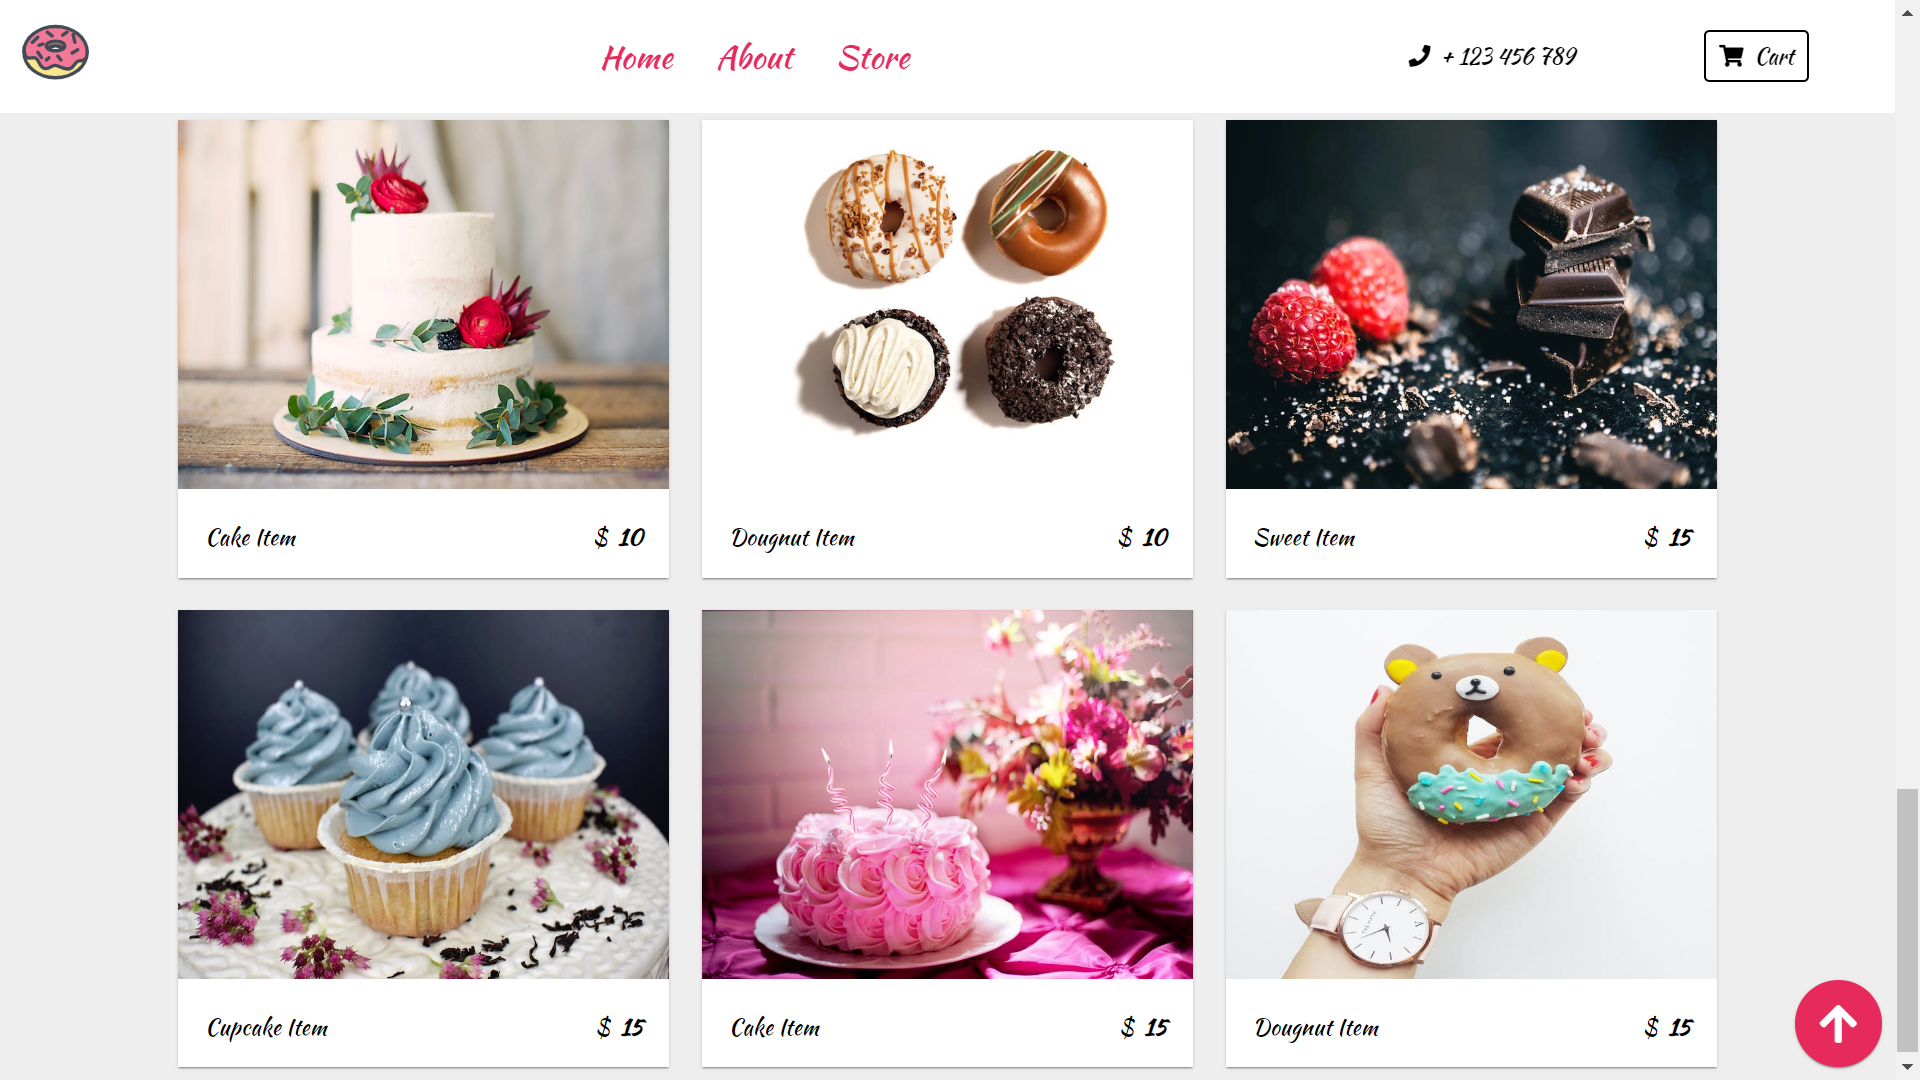 Home About Store + 123 456 789 Cart
Cake Item $ 10
Dougnut Item $ 10
Sweet Item $ 15
Cupcake Item $ 15
Cake Item $ 15
Dougnut Item $ 15